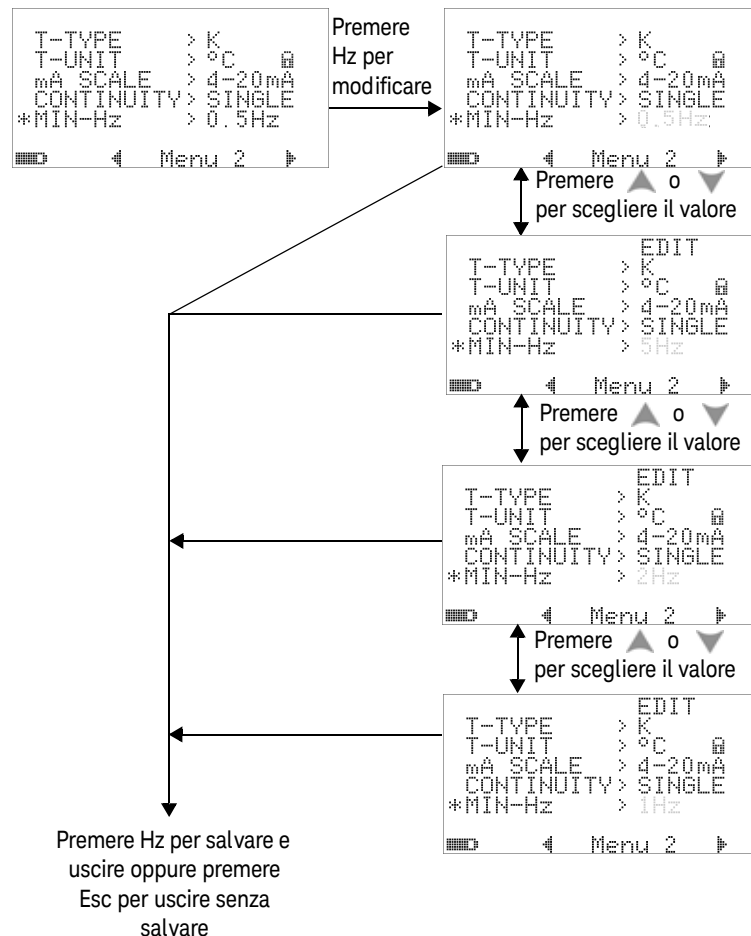 T-TYPE > K
T-UNIT > °C
mA SCALE > 4-20mA
CONTINUITY > SINGLE
*MIN-Hz > 0.5Hz
Menu 2
Premere
Hz per
modificare
T-TYPE > K
T-UNIT > °C
mA SCALE > 4-20mA
CONTINUITY > SINGLE
*MIN-Hz > 0.5Hz
Menu 2
Premere o
per scegliere il valore
EDIT
T-TYPE > K
T-UNIT > °C
mA SCALE > 4-20mA
CONTINUITY > SINGLE
*MIN-Hz > 5Hz
Menu 2
Premere o
per scegliere il valore
EDIT
T-TYPE > K
T-UNIT > °C
mA SCALE > 4-20mA
CONTINUITY > SINGLE
*MIN-Hz > 2Hz
Menu 2
Premere o
per scegliere il valore
EDIT
T-TYPE > K
T-UNIT > °C
mA SCALE > 4-20mA
CONTINUITY > SINGLE
*MIN-Hz > 1Hz
Menu 2
Premere Hz per salvare e
uscire oppure premere
Esc per uscire senza
salvare